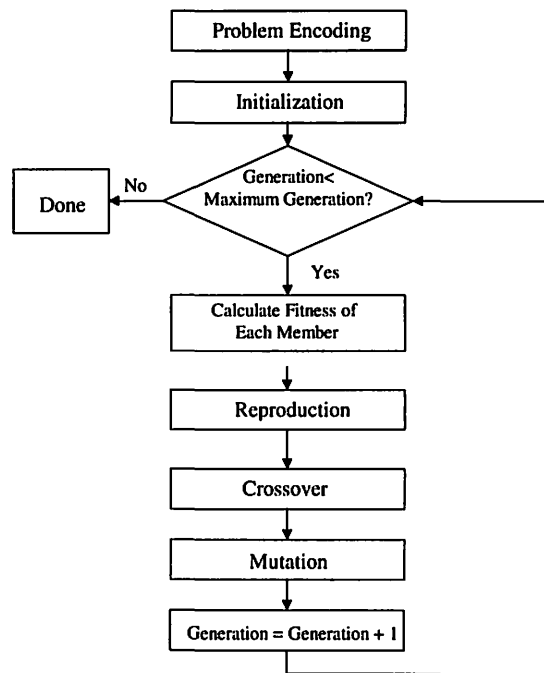 Problem Encoding
Initialization
Generation<
Maximum Generation?
No
Done
Yes
Calculate Fitness of
Each Member
Reproduction
Crossover
Mutation
Generation = Generation + 1